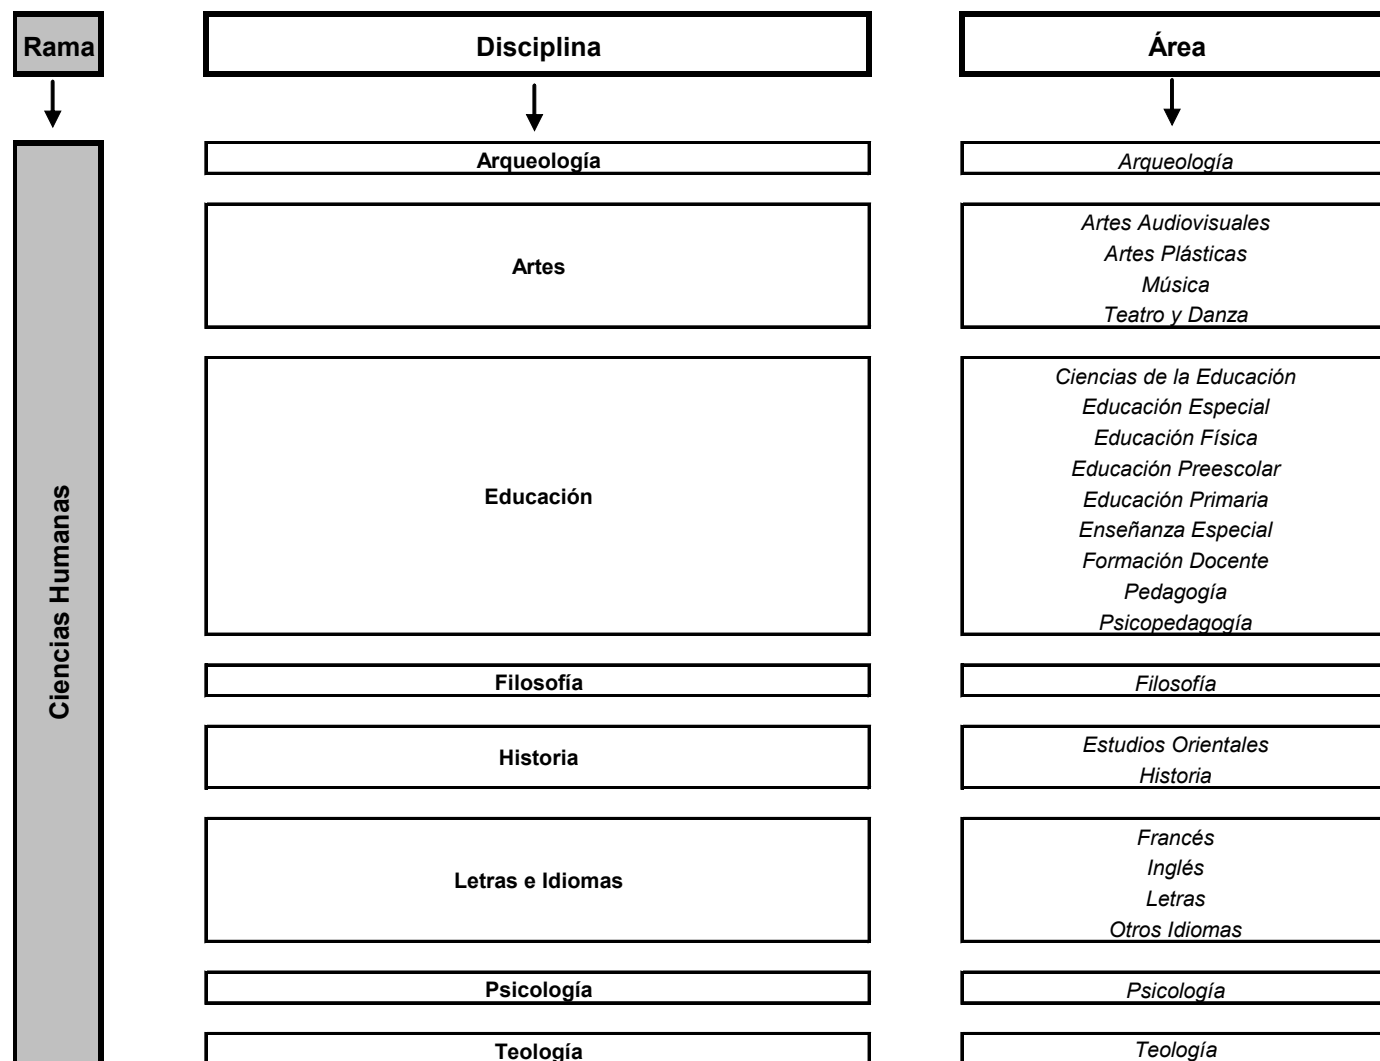 Rama
Disciplina
Área
Ciencias Humanas
Arqueología
Arqueología
Artes
Artes Audiovisuales
Artes Plásticas
Música
Teatro y Danza
Educación
Ciencias de la Educación
Educación Especial
Educación Física
Educación Preescolar
Educación Primaria
Enseñanza Especial
Formación Docente
Pedagogía
Psicopedagogía
Filosofía
Filosofía
Historia
Estudios Orientales
Historia
Letras e Idiomas
Francés
Inglés
Letras
Otros Idiomas
Psicología
Psicología
Teología
Teología